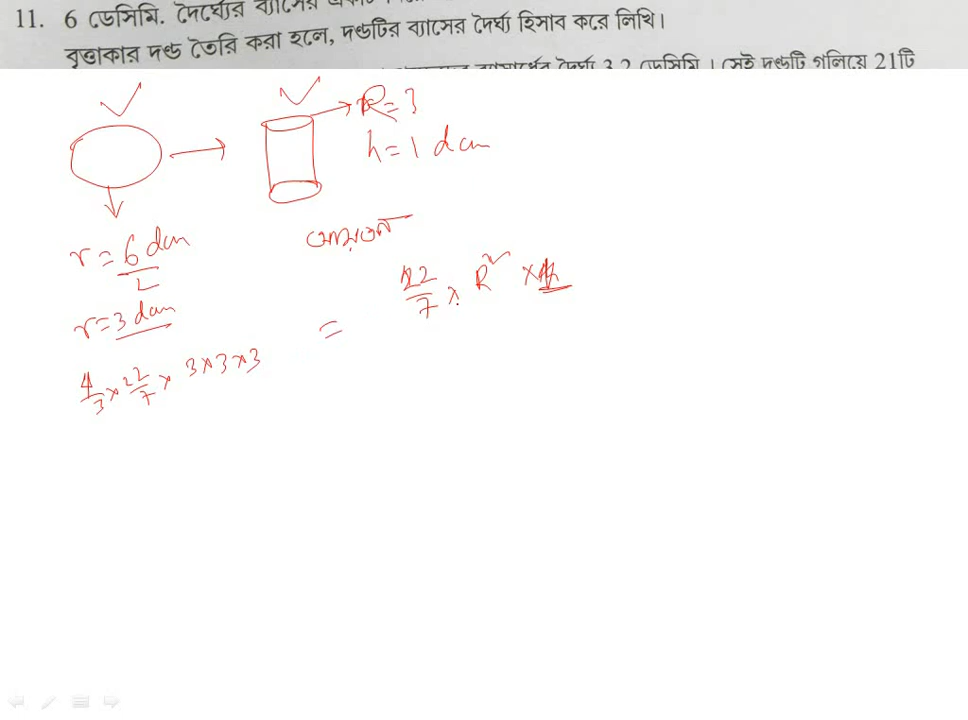 11. 6 ডেসিমি. দৈর্ঘ্যের ব্যাসের
বৃত্তাকার দণ্ড তৈরি করা হলে, দণ্ডটির ব্যাসের দৈর্ঘ্য হিসাব করে লিখি।
দৈর্ঘ্য 3.2 ডেসিমি । সেই দণ্ডটি গলিয়ে 21টি
R = ?
h = 1 dcm
r = 6 dcm / 2
আয়তন
r = 3 dcm
4/3 × 22/7 × 3×3×3 = 22/7 × R² ×